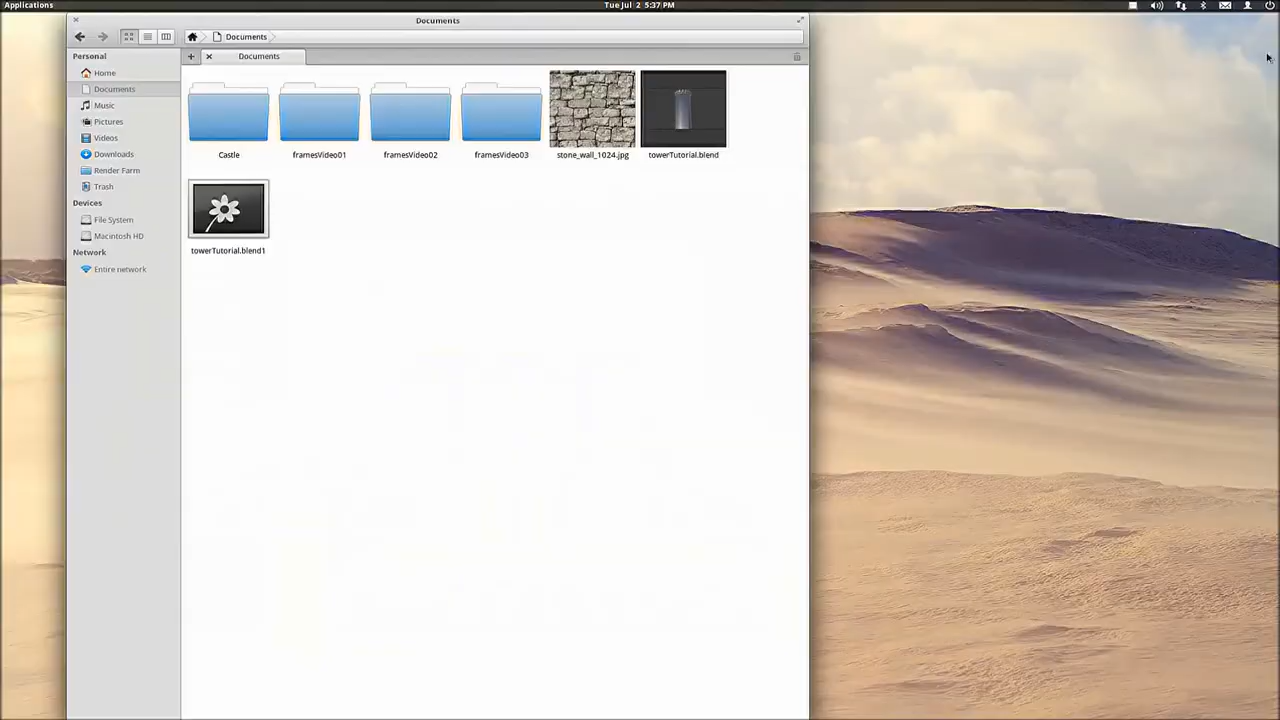 Applications
Tue Jul 2 5:37 PM
Documents
Documents
Documents
Personal
Home
Documents
Music
Pictures
Videos
Downloads
Render Farm
Trash
Devices
File System
Macintosh HD
Network
Entire network
Castle
framesVideo01
framesVideo02
framesVideo03
stone_wall_1024.jpg
towerTutorial.blend
towerTutorial.blend1